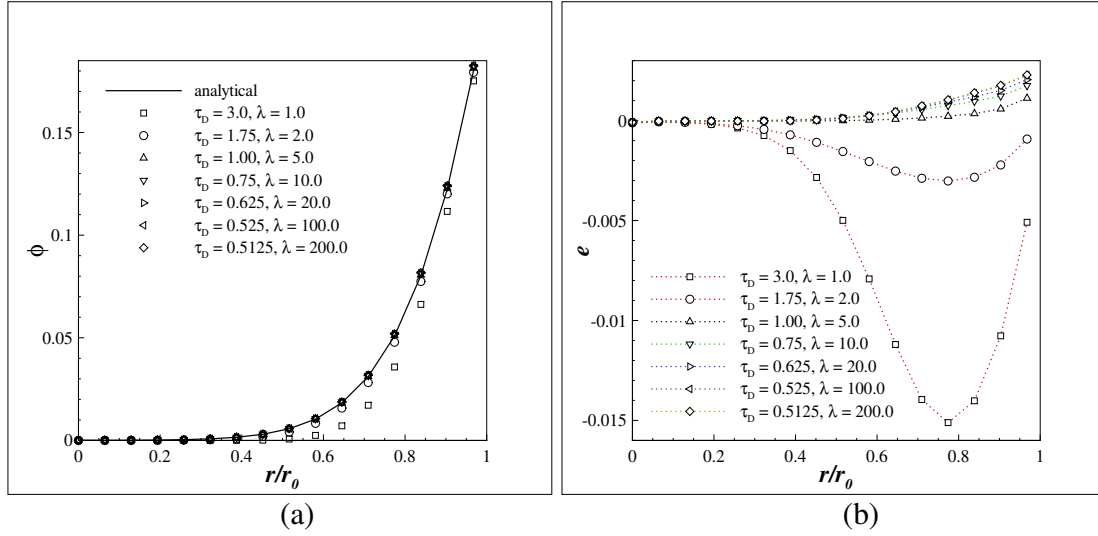 analytical
τD = 3.0, λ = 1.0
τD = 1.75, λ = 2.0
τD = 1.00, λ = 5.0
τD = 0.75, λ = 10.0
τD = 0.625, λ = 20.0
τD = 0.525, λ = 100.0
τD = 0.5125, λ = 200.0
0.15
0.1
0.05
0
ϕ
0 0.2 0.4 0.6 0.8 1
r/r0
(a)
0
-0.005
-0.01
-0.015
e
τD = 3.0, λ = 1.0
τD = 1.75, λ = 2.0
τD = 1.00, λ = 5.0
τD = 0.75, λ = 10.0
τD = 0.625, λ = 20.0
τD = 0.525, λ = 100.0
τD = 0.5125, λ = 200.0
0 0.2 0.4 0.6 0.8 1
r/r0
(b)